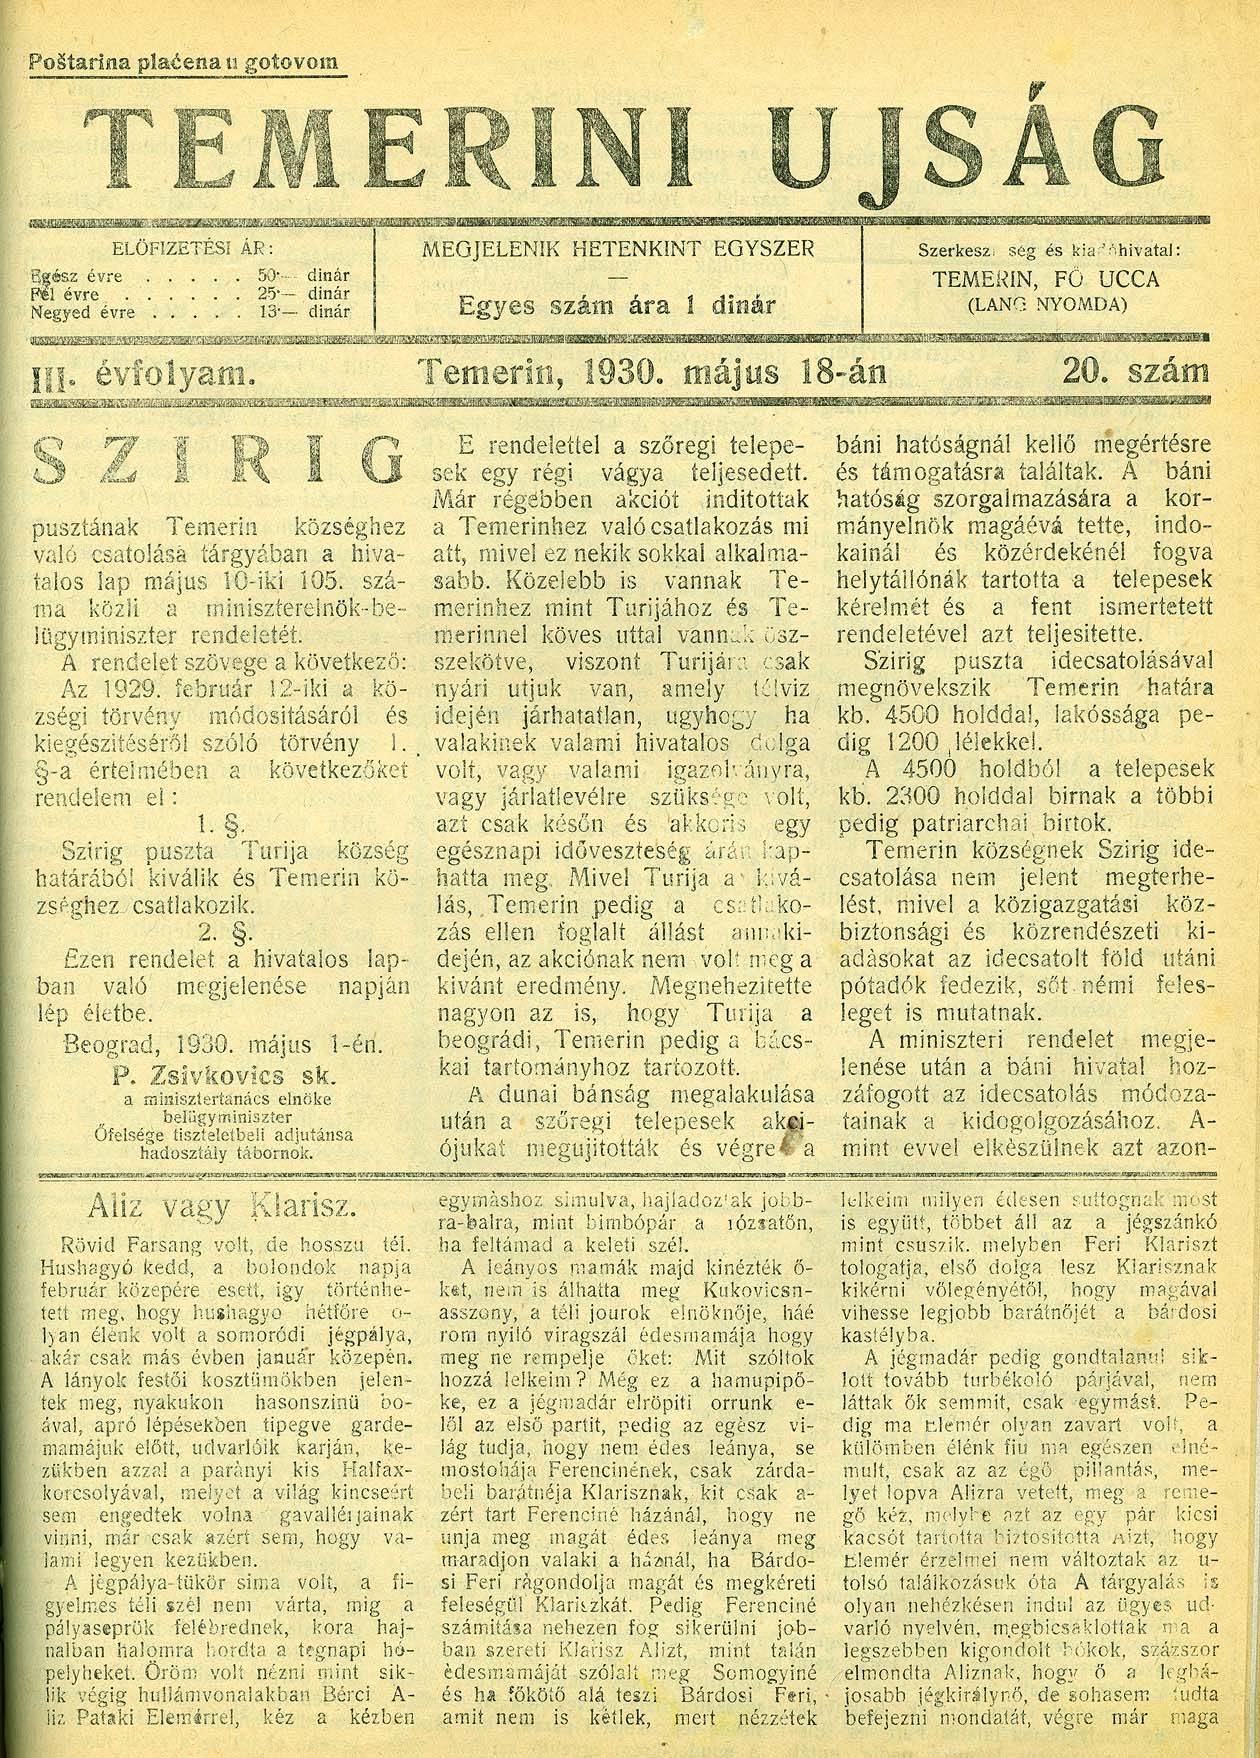 Poštarina plaćena u gotovom
TEMERINI UJSÁG
ELŐFIZETÉSI ÁR:
Egész évre . . . . . 50·— dinár
Fél évre . . . . . . 25·— dinár
Negyed évre . . . . . 13·— dinár
MEGJELENIK HETENKINT EGYSZER
—
Egyes szám ára 1 dinár
Szerkesz ség és kia hivatal:
TEMERIN, FŐ UCCA
(LANG NYOMDA)
III. évfolyam.
Temerin, 1930. május 18-án
20. szám
SZIRIG
pusztának Temerin községhez
való csatolása tárgyában a hiva-
talos lap május 10-iki 105. szá-
ma közli a miniszterelnök-be-
lügyminiszter rendeletét.
A rendelet szövege a következő:
Az 1929. február 12-iki a kö-
zségi törvény módositásáról és
kiegészitéséről szóló törvény 1.
§-a értelmében a következőket
rendelem el:
1. §.
Szirig puszta Turija község
határából kiválik és Temerin kö-
zséghez csatlakozik.
2. §.
Ezen rendelet a hivatalos lap-
ban való megjelenése napján
lép életbe.
Beograd, 1930. május 1-én.
P. Zsivkovics sk.
a minisztertanács elnöke
belügyminiszter
Őfelsége tiszteletbeli adjutánsa
hadosztály tábornok.
E rendelettel a szőregi telepe-
sek egy régi vágya teljesedett.
Már régebben akciót inditottak
a Temerinhez való csatlakozás mi
att, mivel ez nekik sokkal alkalma-
sabb. Közelebb is vannak Te-
merinhez mint Turijához és Te-
merinnel köves uttal vannak ösz-
szekötve, viszont Turijára csak
nyári utjuk van, amely télviz
idején járhatatlan, ugyhogy ha
valakinek valami hivatalos dolga
volt, vagy valami igazolványra,
vagy járlatlevélre szüksége volt,
azt csak későn és akkoris egy
egésznapi időveszteség árán kap-
hatta meg. Mivel Turija a kivá-
lás, Temerin pedig a csatlako-
zás ellen foglalt állást annaki-
dején, az akciónak nem volt meg a
kivánt eredmény. Megnehezitette
nagyon az is, hogy Turija a
beográdi, Temerin pedig a bács-
kai tartományhoz tartozott.
A dunai bánság megalakulása
után a szőregi telepesek akci-
ójukat megujitották és végre a
báni hatóságnál kellő megértésre
és támogatásra találtak. A báni
hatóság szorgalmazására a kor-
mányelnök magáévá tette, indo-
kainál és közérdekénél fogva
helytállónák tartotta a telepesek
kérelmét és a fent ismertetett
rendeletével azt teljesitette.
Szirig puszta idecsatolásával
megnövekszik Temerin határa
kb. 4500 holddal, lakóssága pe-
dig 1200 lélekkel.
A 4500 holdból a telepesek
kb. 2300 holddal birnak a többi
pedig patriarchai birtok.
Temerin községnek Szirig ide-
csatolása nem jelent megterhe-
lést, mivel a közigazgatási köz-
biztonsági és közrendészeti ki-
adásokat az idecsatolt föld utáni
pótadók fedezik, sőt némi feles-
leget is mutatnak.
A miniszteri rendelet megje-
lenése után a báni hivatal hoz-
záfogott az idecsatolás módoza-
tainak a kidogolgozásához. A-
mint evvel elkészülnek azt azon-
Aliz vagy Klarisz.
Rövid Farsang volt, de hosszu tél.
Hushagyó kedd, a bolondok napja
február közepére esett, igy történhe-
tett meg, hogy hushagyo hétfőre o-
lyan élénk volt a somoródi jégpálya,
akár csak más évben január közepén.
A lányok festői kosztümökben jelen-
tek meg, nyakukon hasonszinü bo-
ával, apró lépésekben tipegve garde-
mamájuk előtt, udvarlóik karján, ke-
zükben azzal a parányi kis Halfax-
korcsolyával, melyet a világ kincseért
sem engedtek volna gavalléijainak
vinni, már csak azért sem, hogy va-
lami legyen kezükben.
A jégpálya-tükör sima volt, a fi-
gyelmes téli szél nem várta, mig a
pályaseprük felébrednek, kora haj-
nalban halomra hordta a tegnapi hó-
pelyheket. Öröm volt nézni mint sik-
lik végig hullámvonalakban Bérci A-
liz Pataki Elemérrel, kéz a kézben
egymáshoz simulva, hajladoztak jobb-
ra-balra, mint bimbópár a rózsatőn,
ha feltámad a keleti szél.
A leányos mamák majd kinézték ő-
ket, nem is álhatta meg Kukovicsn-
asszony, a téli jourok elnöknője, háé
rom nyiló virágszál édesmamája hogy
meg ne rempelje őket: Mit szóltok
hozzá lelkeim? Még ez a hamupipő-
ke, ez a jégmadár elröpiti orrunk e-
lől az első partit, pedig az egész vi-
lág tudja, hogy nem édes leánya, se
mostohája Ferencinének, csak zárda-
beli barátnéja Klarisznak, kit csak a-
zért tart Ferenciné házánál, hogy ne
unja meg magát édes leánya meg
maradjon valaki a háznál, ha Bárdo-
si Feri rágondolja magát és megkéreti
feleségül Klariszkát. Pedig Ferenciné
számitása nehezen fog sikerülni job-
ban szereti Klarisz Alizt, mint talán
édesmamáját szólalt meg Somogyiné
és ha főkötő alá teszi Bárdosi Feri,
amit nem is kétlek, mert nézzétek
lelkeim milyen édesen suttognak most
is együtt, többet áll az a jégszánkó
mint csuszik, melyben Feri Klariszt
tologatja, első dolga lesz Klarisznak
kikérni vőlegényétől, hogy magával
vihesse legjobb barátnőjét a bárdosi
kastélyba.
A jégmadár pedig gondtalanul sik-
lott tovább turbékoló párjával, nem
láttak ők semmit, csak egymást. Pe-
dig ma Elemér olyan zavart volt, a
külömben élénk fiu ma egészen elné-
mult, csak az az égő pillantás, me-
lyet lopva Alizra vetett, meg a reme-
gő kéz, melybe azt az egy pár kicsi
kacsót tartotta biztositotta Alizt, hogy
Elemér érzelmei nem változtak az u-
tolsó találkozásuk óta A tárgyalás is
olyan nehézkésen indul az ügyes ud-
varló nyelvén, megbicsaklottak ma a
legszebben kigondolt bókok, százszor
elmondta Aliznak, hogy ő a legbá-
josabb jégkirálynő, de sohasem tudta
befejezni mondatát, végre már maga